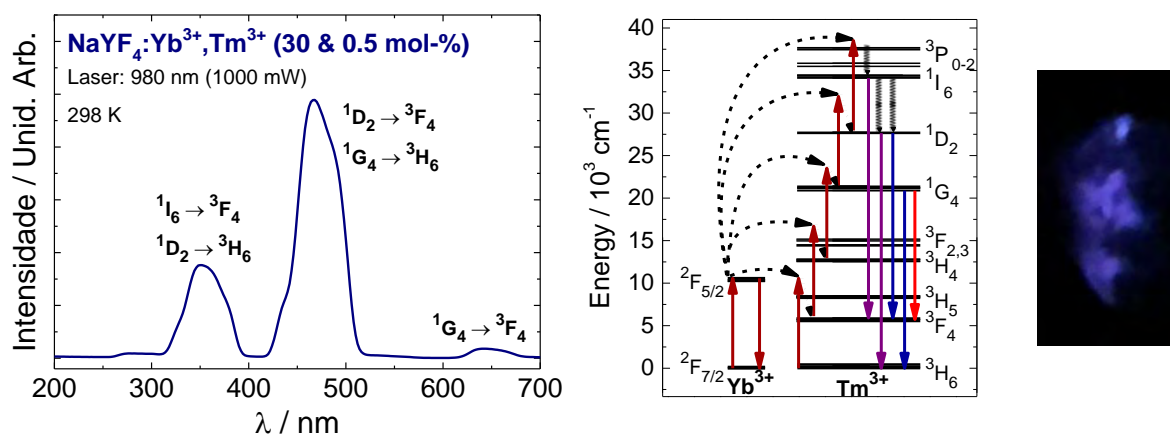 NaYF₄:Yb³⁺,Tm³⁺ (30 & 0.5 mol-%)
Laser: 980 nm (1000 mW)
298 K
¹D₂ → ³F₄
¹G₄ → ³H₆
¹I₆ → ³F₄
¹D₂ → ³H₆
¹G₄ → ³F₄
Intensidade / Unid. Arb.
200 300 400 500 600 700
λ / nm
Energy / 10³ cm⁻¹
40
35
30
25
20
15
10
5
0
²F₅/₂
²F₇/₂
Yb³⁺
³P₀₋₂
¹I₆
¹D₂
¹G₄
³F₂,₃
³H₄
³H₅
³F₄
³H₆
Tm³⁺